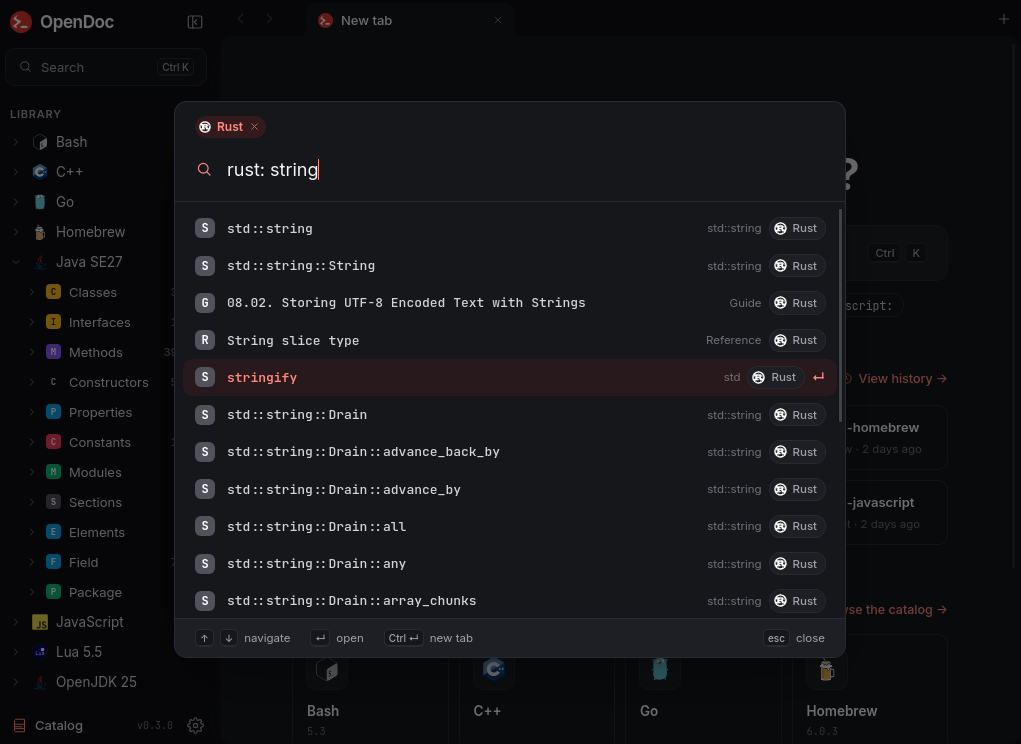 OpenDoc
New tab
Search
Ctrl K
LIBRARY
Bash
C++
Go
Homebrew
Java SE27
C Classes
I Interfaces
M Methods
C Constructors
P Properties
C Constants
M Modules
S Sections
E Elements
F Field
P Package
JS JavaScript
Lua 5.5
OpenJDK 25
Catalog v0.3.0
Rust ×
rust: string
S std::string std::string Rust
S std::string::String std::string Rust
G 08.02. Storing UTF-8 Encoded Text with Strings Guide Rust
R String slice type Reference Rust
S stringify std Rust ↵
S std::string::Drain std::string Rust
S std::string::Drain::advance_back_by std::string Rust
S std::string::Drain::advance_by std::string Rust
S std::string::Drain::all std::string Rust
S std::string::Drain::any std::string Rust
S std::string::Drain::array_chunks std::string Rust
↑ ↓ navigate ↵ open Ctrl ↵ new tab esc close
?
Ctrl K
script:
View history →
-homebrew
2 days ago
-javascript
2 days ago
the catalog →
Bash
5.3
C++
Go
Homebrew
6.0.3